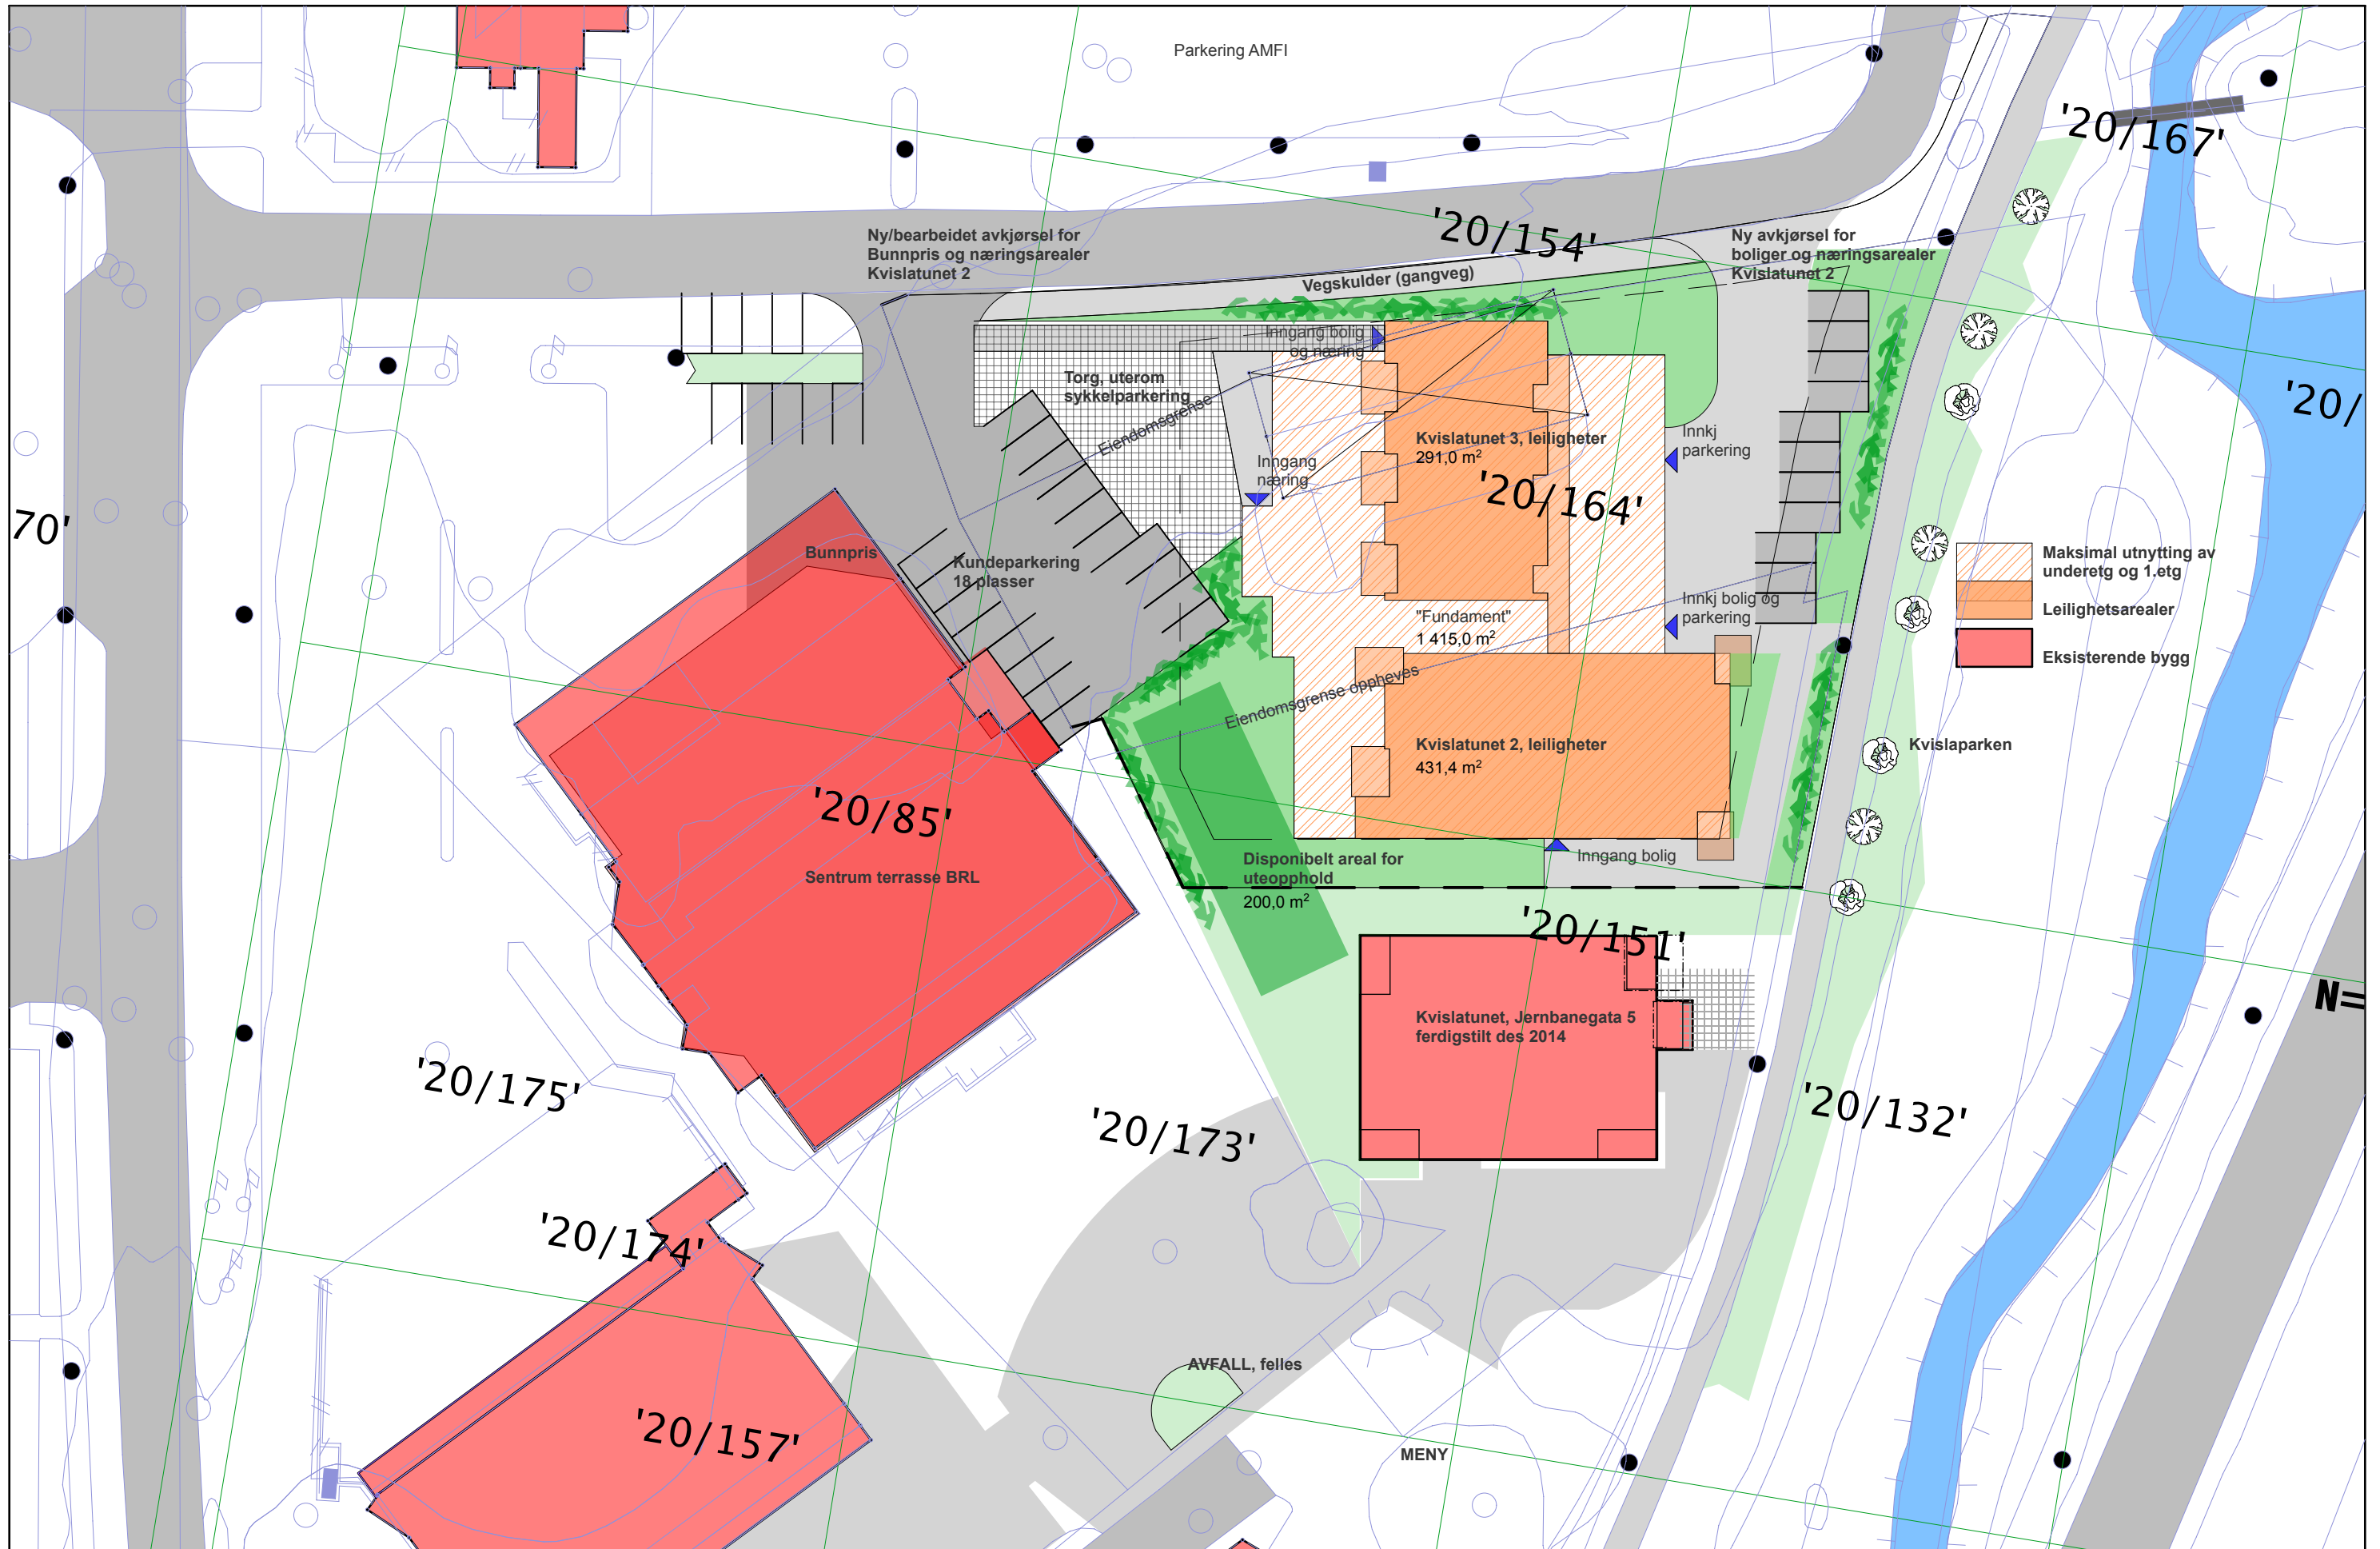 Parkering AMFI
'20/167'
'20/154'
Ny/bearbeidet avkjørsel for
Bunnpris og næringsarealer
Kvislatunet 2
Ny avkjørsel for
boliger og næringsarealer
Kvislatunet 2
Vegskulder (gangveg)
Inngang bolig
og næring
Torg, uterom
sykkelparkering
Eiendomsgrense
'20/
Kvislatunet 3, leiligheter
291,0 m²
Innkj
parkering
Inngang
næring
'20/164'
70'
Bunnpris
Kundeparkering
18 plasser
Maksimal utnytting av
underetg og 1.etg
Leilighetsarealer
Eksisterende bygg
"Fundament"
1 415,0 m²
Innkj bolig og
parkering
Eiendomsgrense oppheves
Kvislatunet 2, leiligheter
431,4 m²
Kvislaparken
'20/85'
Sentrum terrasse BRL
Disponibelt areal for
uteopphold
200,0 m²
Inngang bolig
'20/151'
N=
Kvislatunet, Jernbanegata 5
ferdigstilt des 2014
'20/175'
'20/173'
'20/132'
'20/174'
AVFALL, felles
'20/157'
MENY